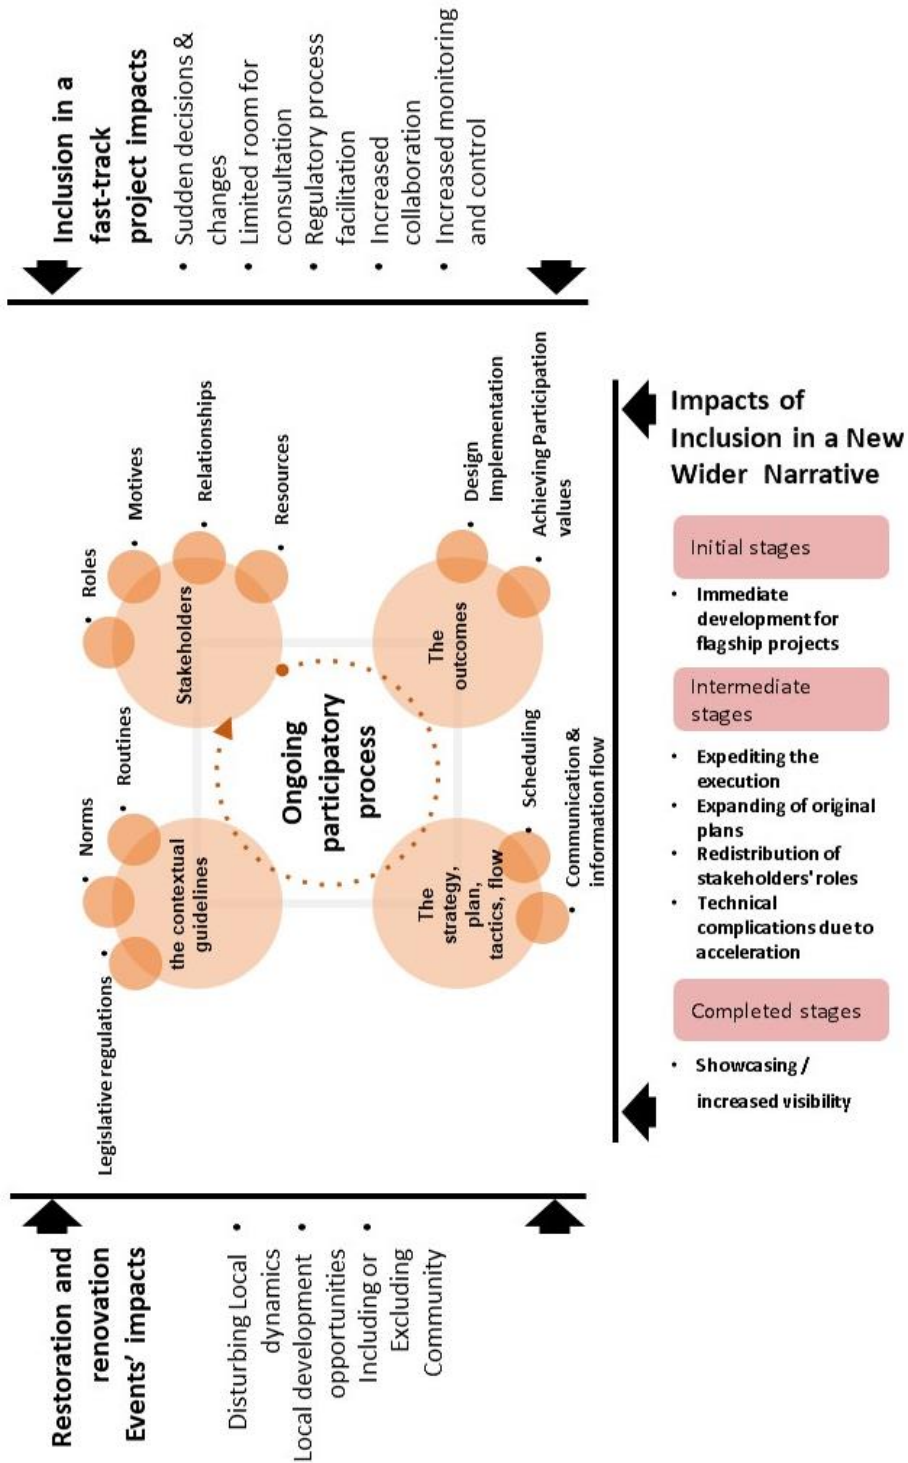 Restoration and
renovation
Events' impacts
Disturbing Local
dynamics
Local development
opportunities
Including or
Excluding
Community
Legislative regulations
Norms
Routines
the contextual
guidelines
Roles
Motives
Relationships
Resources
Stakeholders
Ongoing
participatory
process
The
strategy,
plan,
tactics, flow
Scheduling
Communication &
information flow
The
outcomes
Design
Implementation
Achieving Participation
values
Inclusion in a
fast-track
project impacts
• Sudden decisions &
changes
• Limited room for
consultation
• Regulatory process
facilitation
• Increased
collaboration
• Increased monitoring
and control
Impacts of
Inclusion in a New
Wider Narrative
Initial stages
• Immediate
development for
flagship projects
Intermediate
stages
• Expediting the
execution
• Expanding of original
plans
• Redistribution of
stakeholders' roles
• Technical
complications due to
acceleration
Completed stages
• Showcasing /
increased visibility